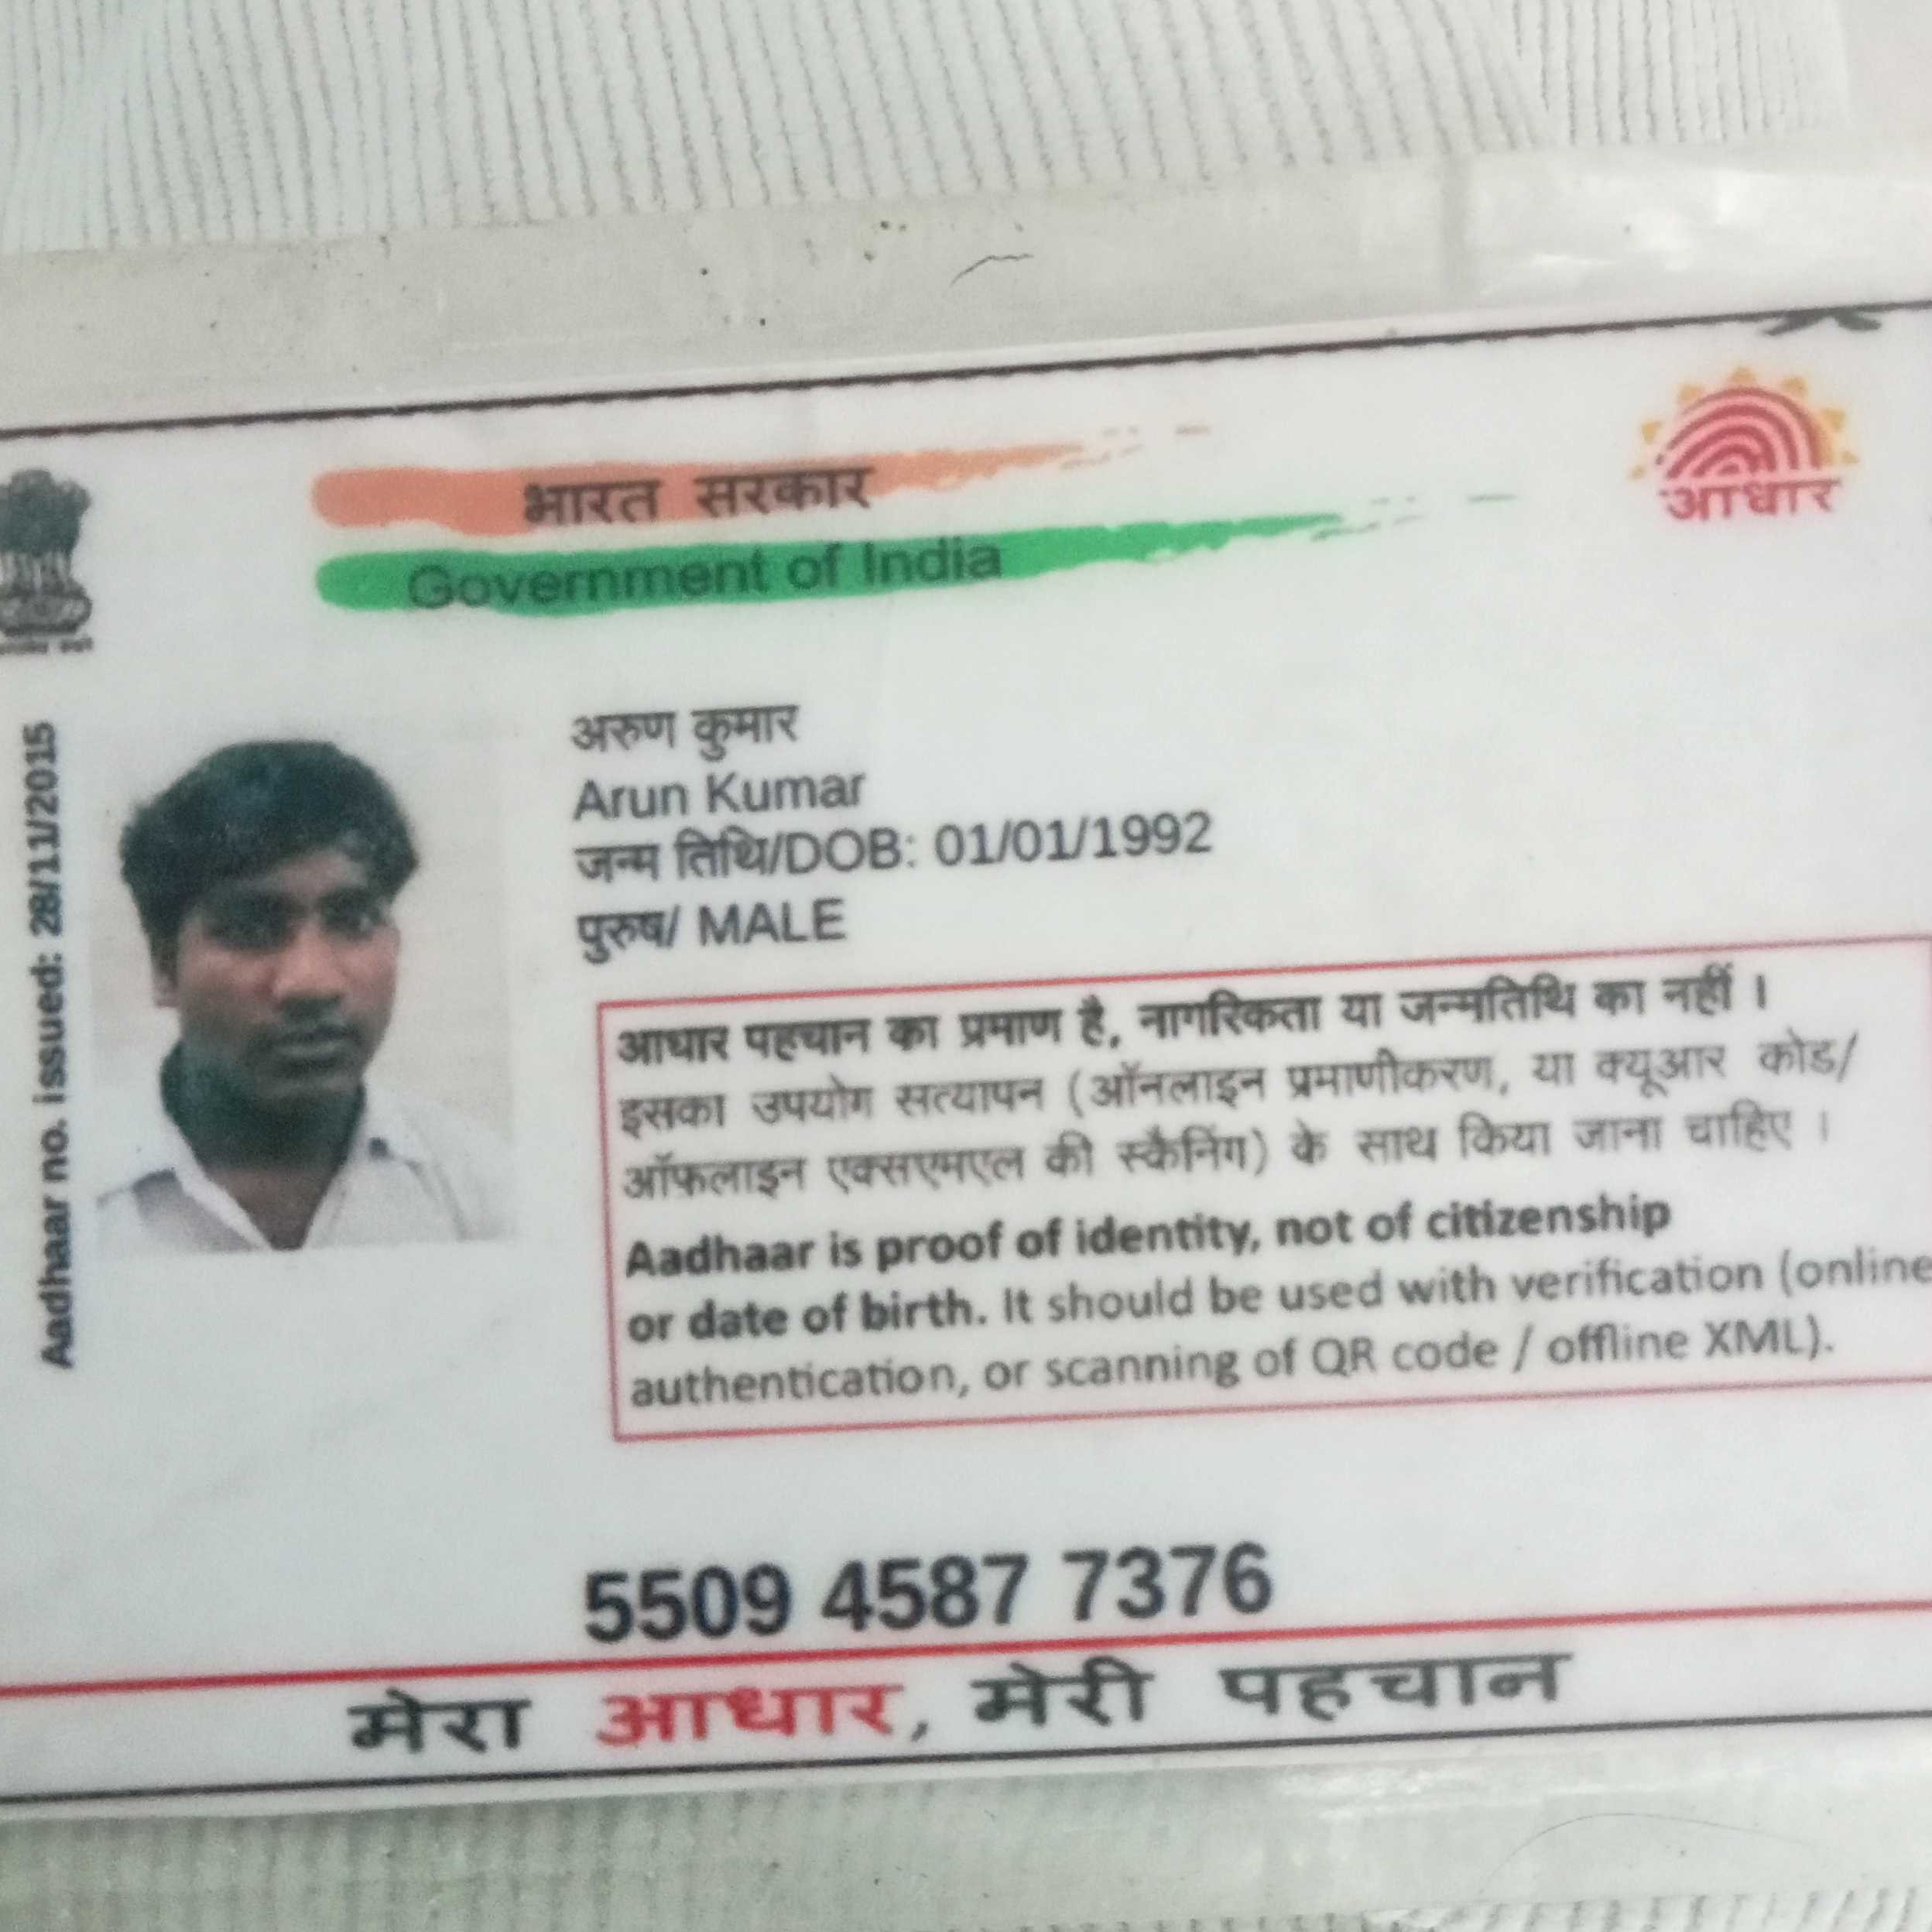 भारत सरकार
Government of India
आधार
Aadhaar no. issued: 28/11/2015
अरुण कुमार
Arun Kumar
जन्म तिथि/DOB: 01/01/1992
पुरुष/ MALE
आधार पहचान का प्रमाण है, नागरिकता या जन्मतिथि का नहीं ।
इसका उपयोग सत्यापन (ऑनलाइन प्रमाणीकरण, या क्यूआर कोड/
ऑफ़लाइन एक्सएमएल की स्कैनिंग) के साथ किया जाना चाहिए ।
Aadhaar is proof of identity, not of citizenship
or date of birth. It should be used with verification (online
authentication, or scanning of QR code / offline XML).
5509 4587 7376
मेरा आधार, मेरी पहचान